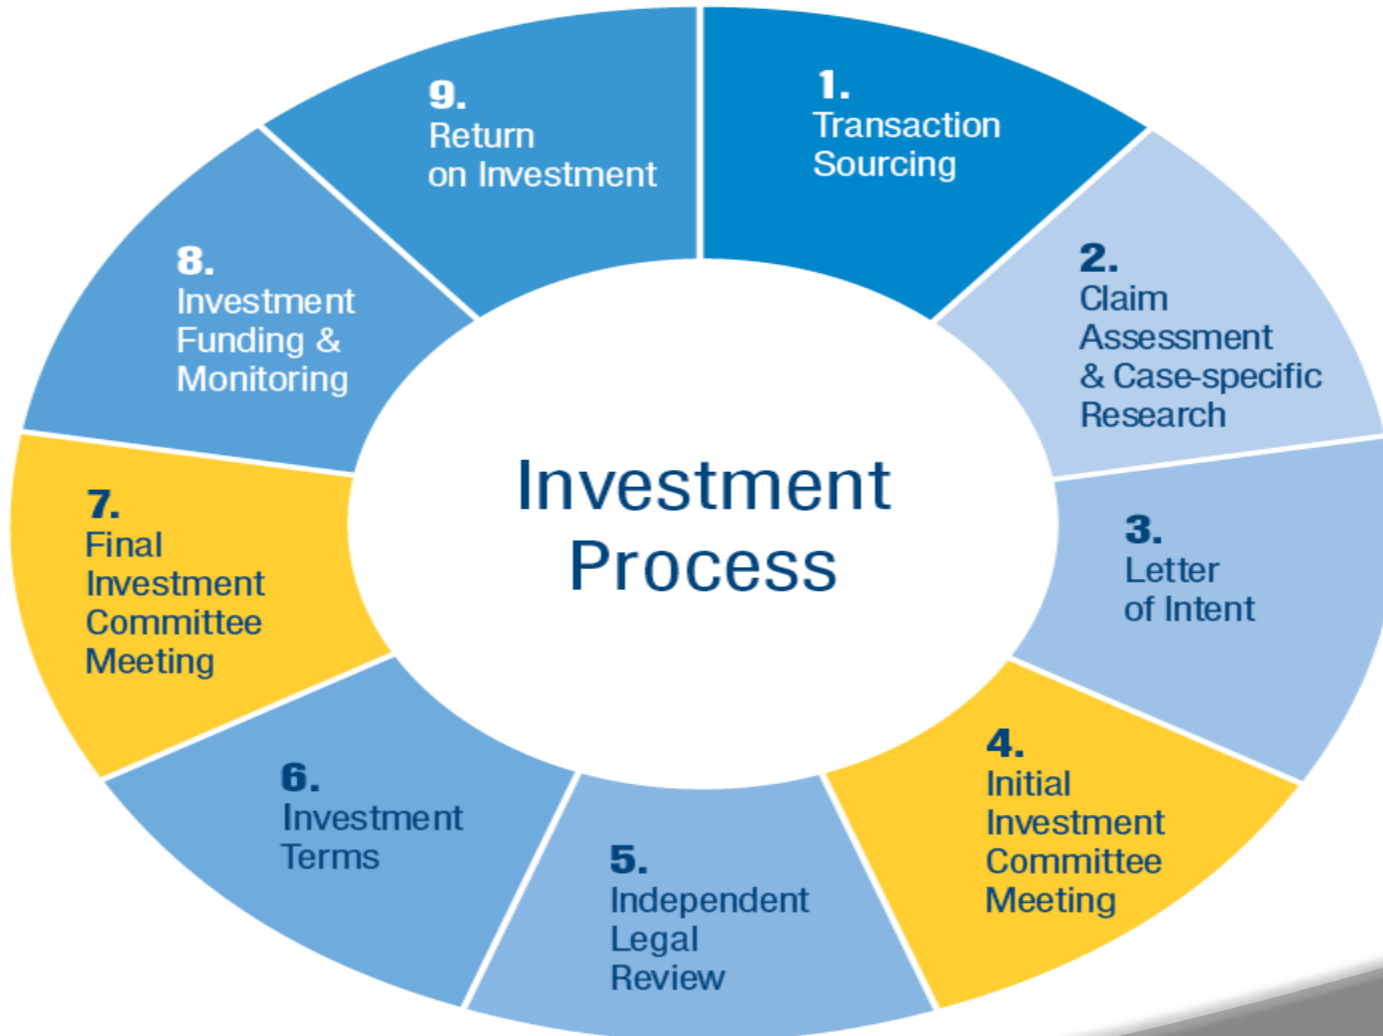 Investment
Process
1.
Transaction
Sourcing
2.
Claim
Assessment
& Case-specific
Research
3.
Letter
of Intent
4.
Initial
Investment
Committee
Meeting
5.
Independent
Legal
Review
6.
Investment
Terms
7.
Final
Investment
Committee
Meeting
8.
Investment
Funding &
Monitoring
9.
Return
on Investment